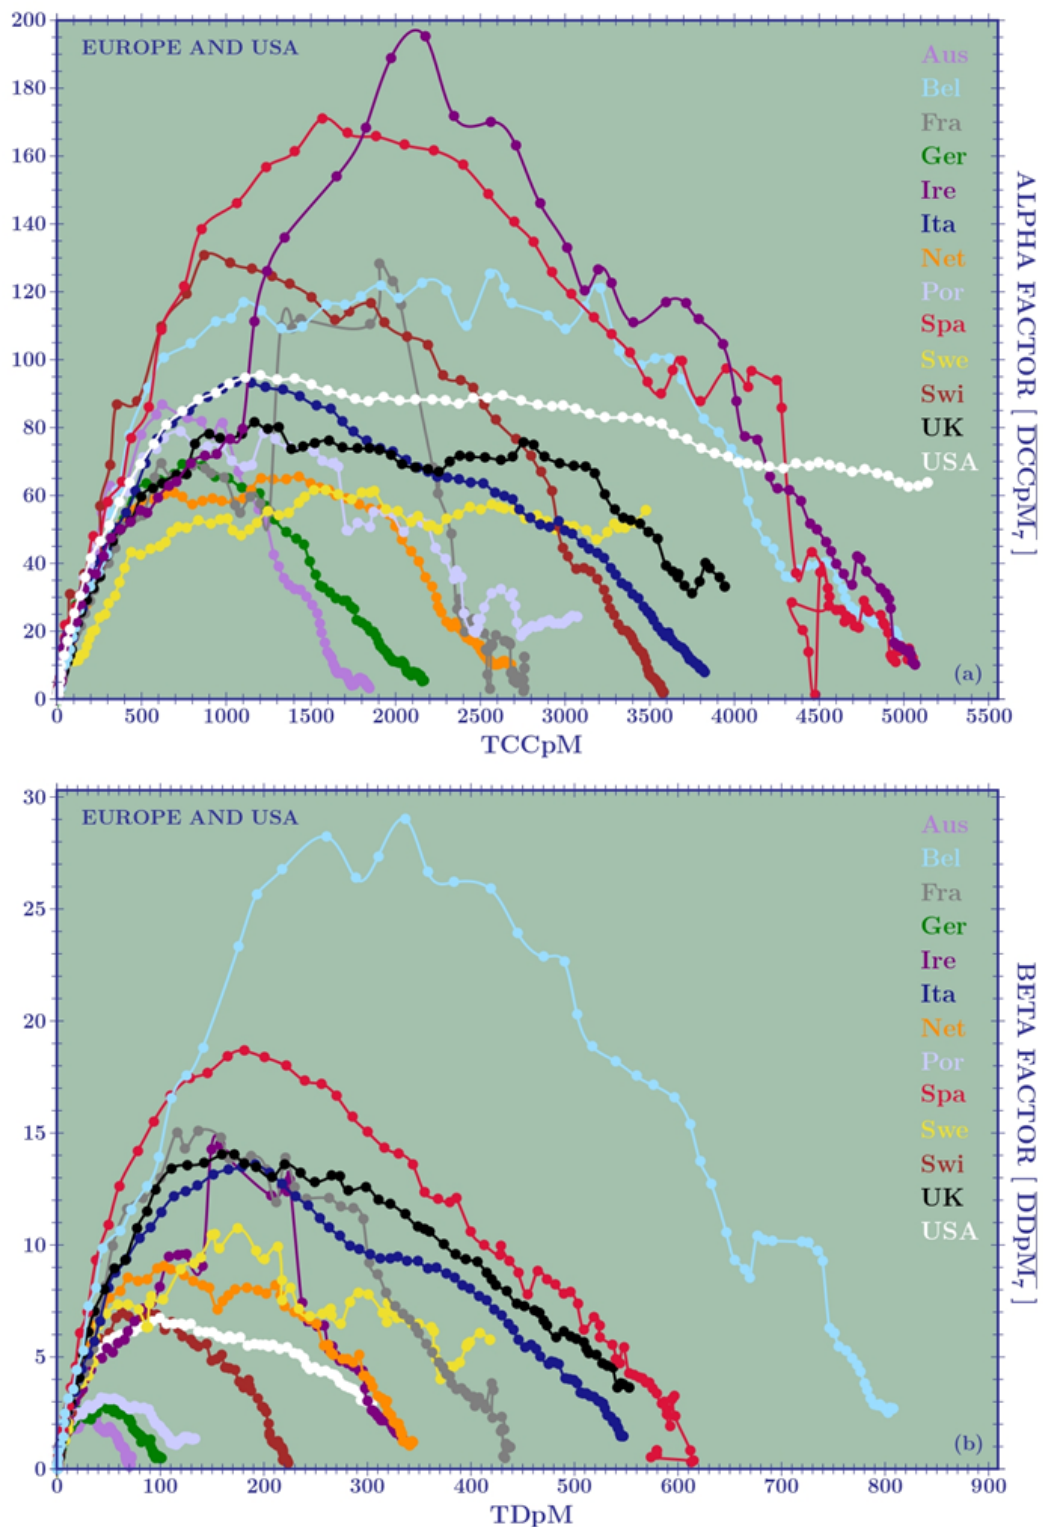 EUROPE AND USA
200
180
160
140
120
100
80
60
40
20
0
Aus
Bel
Fra
Ger
Ire
Ita
Net
Por
Spa
Swe
Swi
UK
USA
(a)
0 500 1000 1500 2000 2500 3000 3500 4000 4500 5000 5500
TCCpM
ALPHA FACTOR [ DCCpM₇ ]
EUROPE AND USA
30
25
20
15
10
5
0
Aus
Bel
Fra
Ger
Ire
Ita
Net
Por
Spa
Swe
Swi
UK
USA
(b)
0 100 200 300 400 500 600 700 800 900
TDpM
BETA FACTOR [ DDpM₇ ]